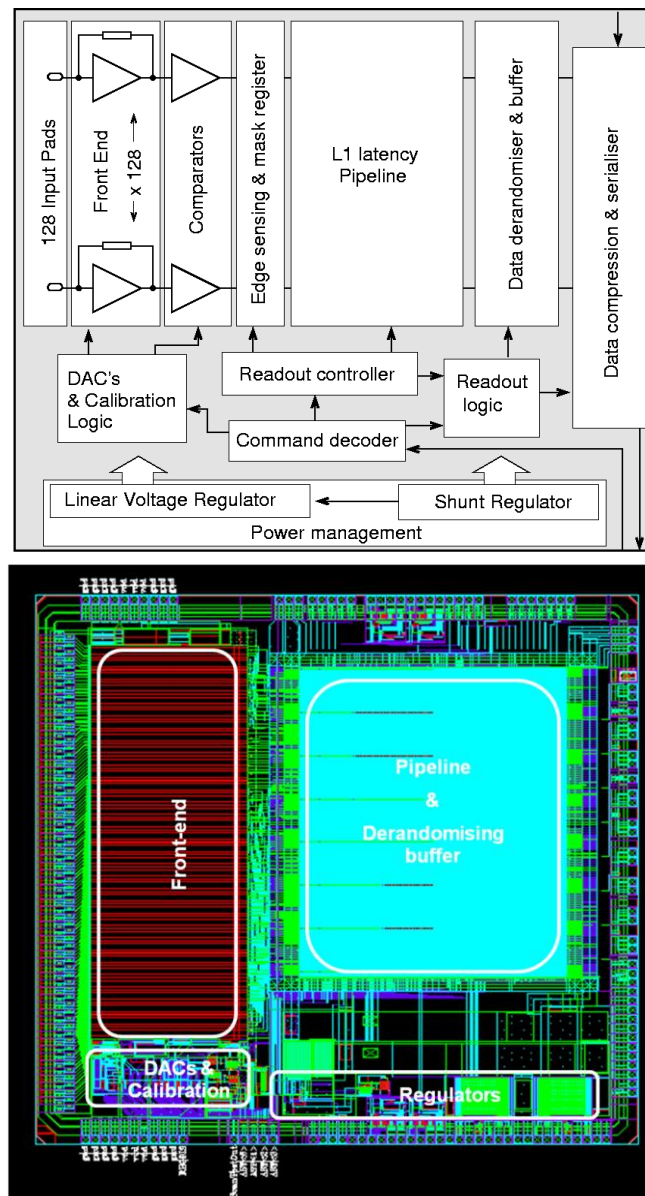 128 Input Pads
Front End
x 128
Comparators
Edge sensing & mask register
L1 latency
Pipeline
Data derandomiser & buffer
Data compression & serialiser
DAC's
& Calibration
Logic
Readout controller
Readout
logic
Command decoder
Linear Voltage Regulator
Shunt Regulator
Power management
Front-end
Pipeline
&
Derandomising
buffer
DACs &
Calibration
Regulators